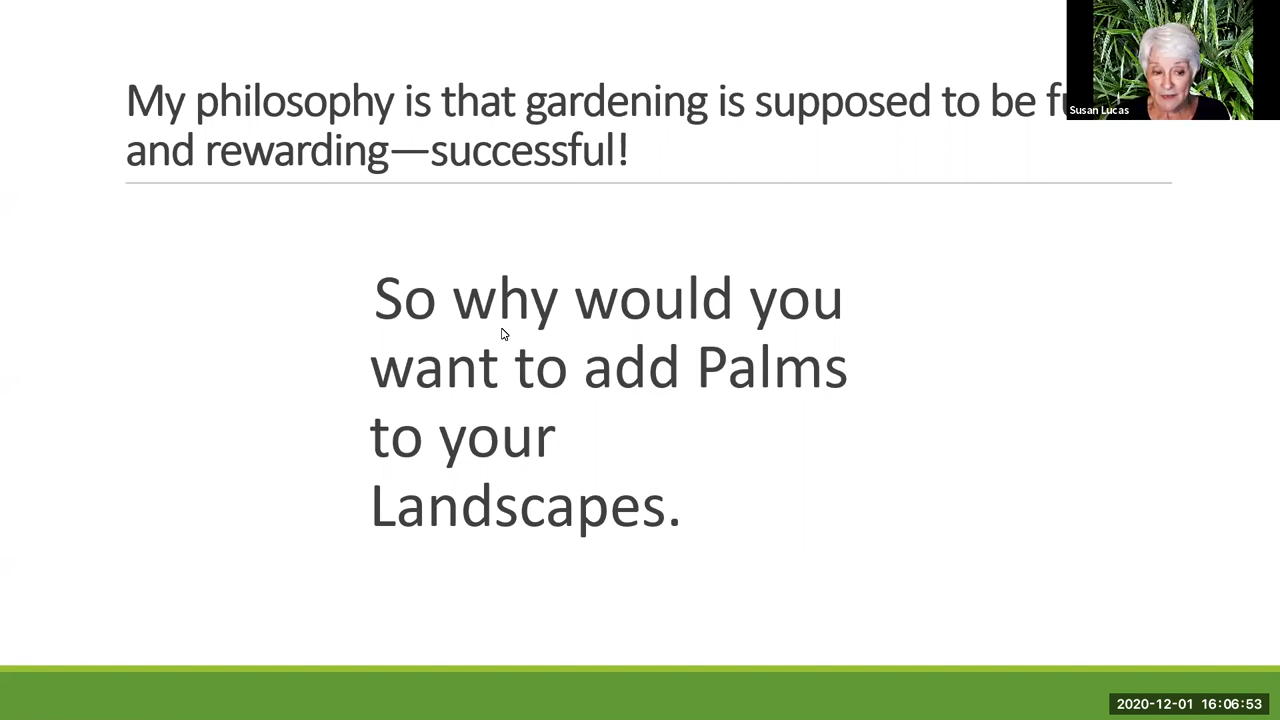 My philosophy is that gardening is supposed to be
and rewarding—successful!
Susan Lucas
So why would you
want to add Palms
to your
Landscapes.
2020-12-01 16:06:53